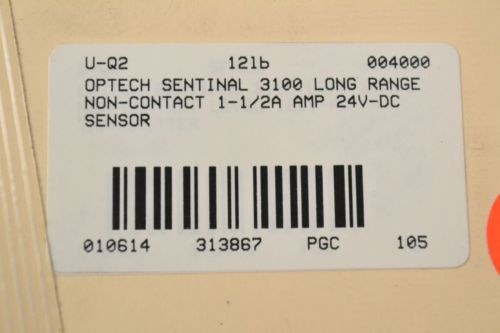 U-Q2 12lb 004000
OPTECH SENTINAL 3100 LONG RANGE
NON-CONTACT 1-1/2A AMP 24V-DC
SENSOR
010614 313867 PGC 105